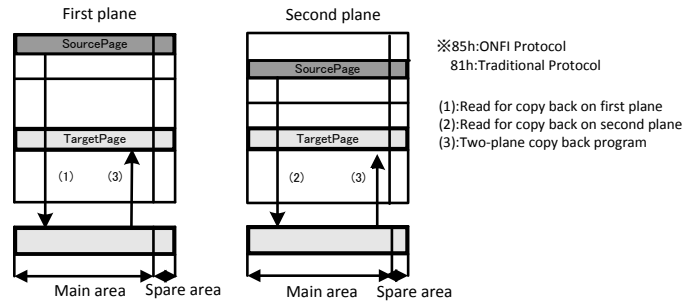 First plane
Second plane
SourcePage
SourcePage
TargetPage
TargetPage
(1)
(3)
(2)
(3)
Main area
Spare area
Main area
Spare area
※85h:ONFI Protocol
81h:Traditional Protocol
(1):Read for copy back on first plane
(2):Read for copy back on second plane
(3):Two-plane copy back program